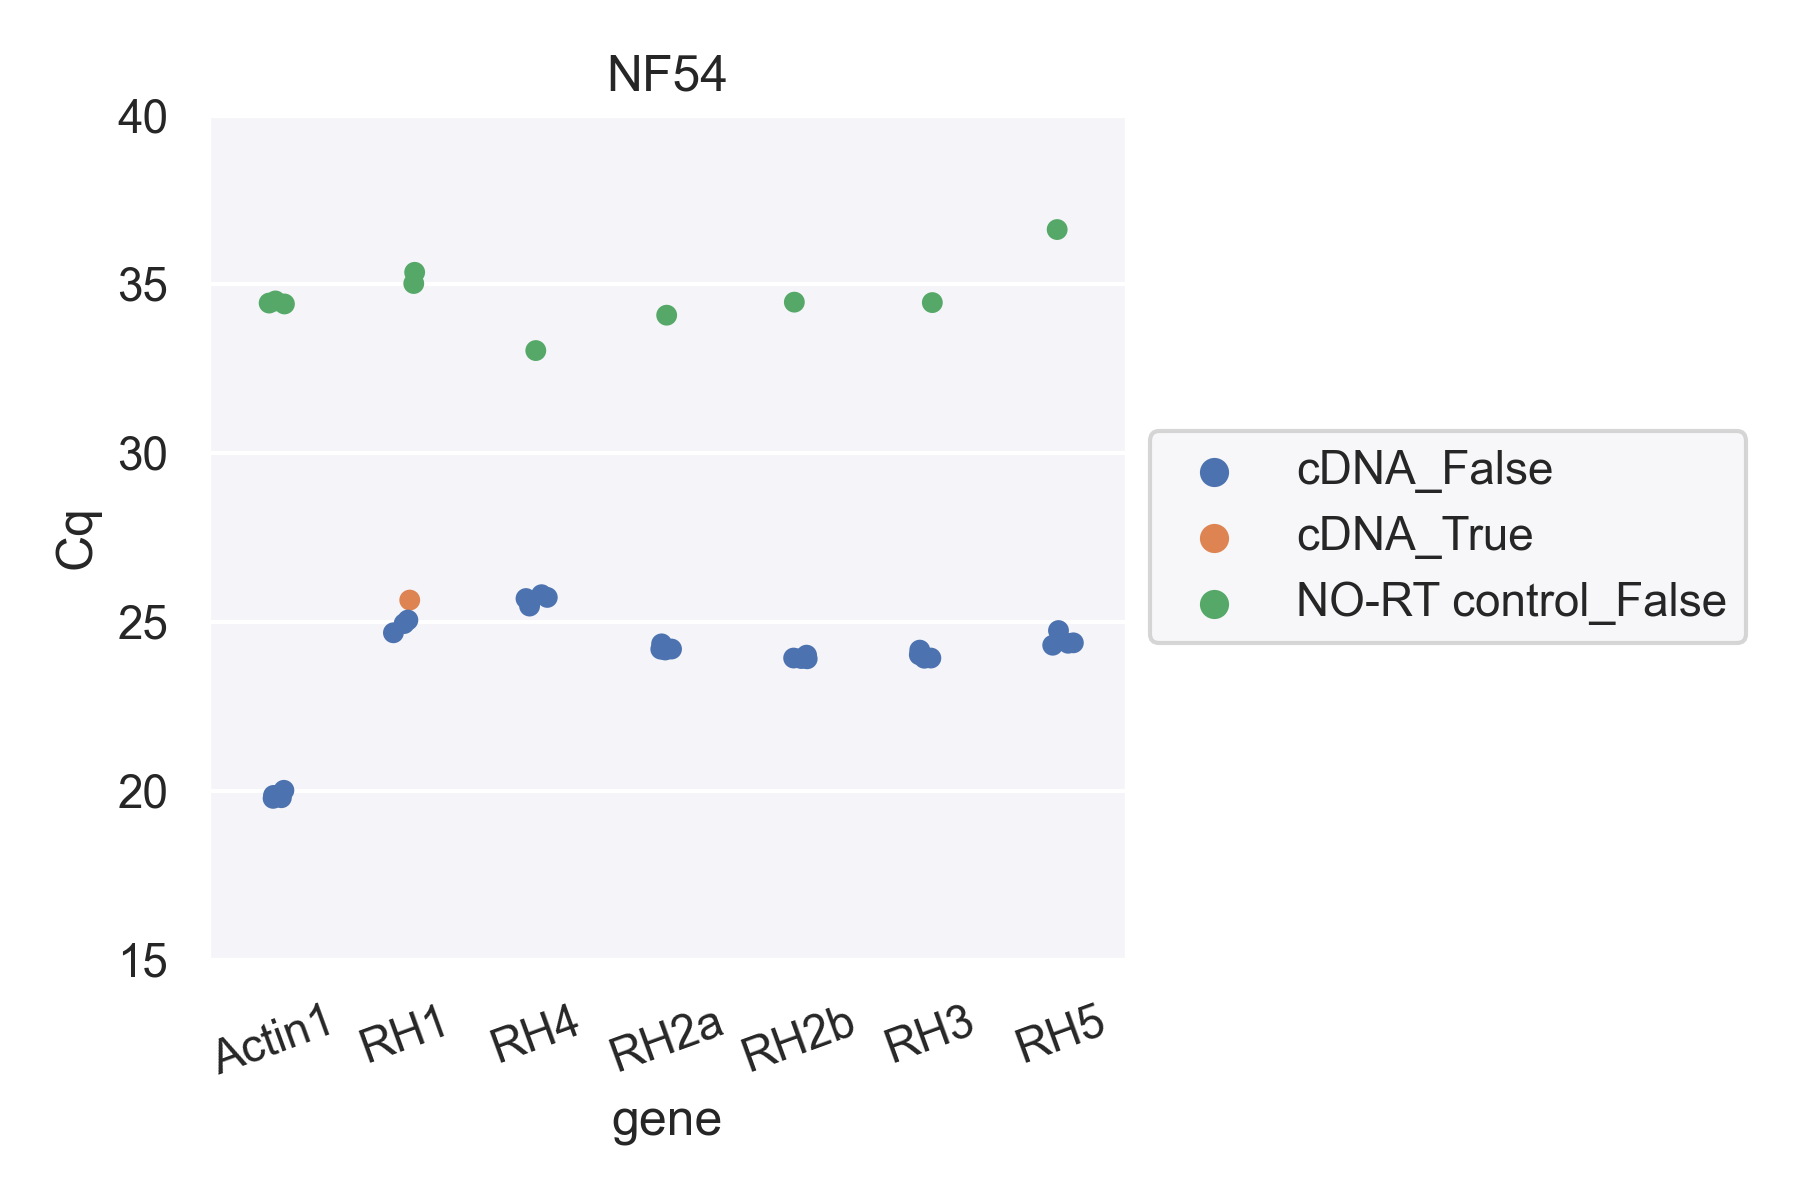 NF54
40
35
30
25
20
15
Cq
Actin1 RH1 RH4 RH2a RH2b RH3 RH5
gene
cDNA_False
cDNA_True
NO-RT control_False